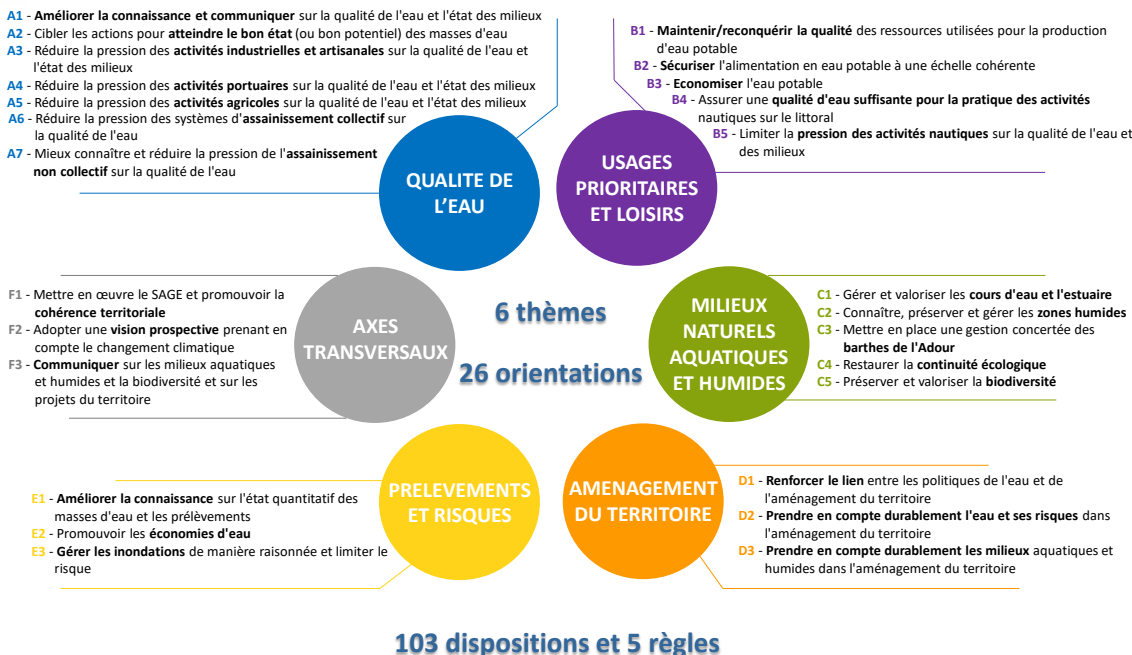 A1 - Améliorer la connaissance et communiquer sur la qualité de l'eau et l'état des milieux
A2 - Cibler les actions pour atteindre le bon état (ou bon potentiel) des masses d'eau
A3 - Réduire la pression des activités industrielles et artisanales sur la qualité de l'eau et
l'état des milieux
A4 - Réduire la pression des activités portuaires sur la qualité de l'eau et l'état des milieux
A5 - Réduire la pression des activités agricoles sur la qualité de l'eau et l'état des milieux
A6 - Réduire la pression des systèmes d'assainissement collectif sur
la qualité de l'eau
A7 - Mieux connaître et réduire la pression de l'assainissement
non collectif sur la qualité de l'eau
QUALITE DE
L'EAU
B1 - Maintenir/reconquérir la qualité des ressources utilisées pour la production
d'eau potable
B2 - Sécuriser l'alimentation en eau potable à une échelle cohérente
B3 - Economiser l'eau potable
B4 - Assurer une qualité d'eau suffisante pour la pratique des activités
nautiques sur le littoral
B5 - Limiter la pression des activités nautiques sur la qualité de l'eau et
des milieux
USAGES
PRIORITAIRES
ET LOISIRS
F1 - Mettre en œuvre le SAGE et promouvoir la
cohérence territoriale
F2 - Adopter une vision prospective prenant en
compte le changement climatique
F3 - Communiquer sur les milieux aquatiques
et humides et la biodiversité et sur les
projets du territoire
AXES
TRANSVERSAUX
6 thèmes
26 orientations
MILIEUX
NATURELS
AQUATIQUES
ET HUMIDES
C1 - Gérer et valoriser les cours d'eau et l'estuaire
C2 - Connaître, préserver et gérer les zones humides
C3 - Mettre en place une gestion concertée des
barthes de l'Adour
C4 - Restaurer la continuité écologique
C5 - Préserver et valoriser la biodiversité
E1 - Améliorer la connaissance sur l'état quantitatif des
masses d'eau et les prélèvements
E2 - Promouvoir les économies d'eau
E3 - Gérer les inondations de manière raisonnée et limiter le
risque
PRELEVEMENTS
ET RISQUES
AMENAGEMENT
DU TERRITOIRE
D1 - Renforcer le lien entre les politiques de l'eau et de
l'aménagement du territoire
D2 - Prendre en compte durablement l'eau et ses risques dans
l'aménagement du territoire
D3 - Prendre en compte durablement les milieux aquatiques et
humides dans l'aménagement du territoire
103 dispositions et 5 règles